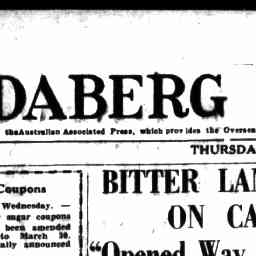 DABERG
the Australian Associated Press, which provides the Oversea
THURSDA
Coupons
Wednesday. —
sugar coupons
been amended
to March 30.
ally announced
BITTER LA
ON CA
"Opened Way